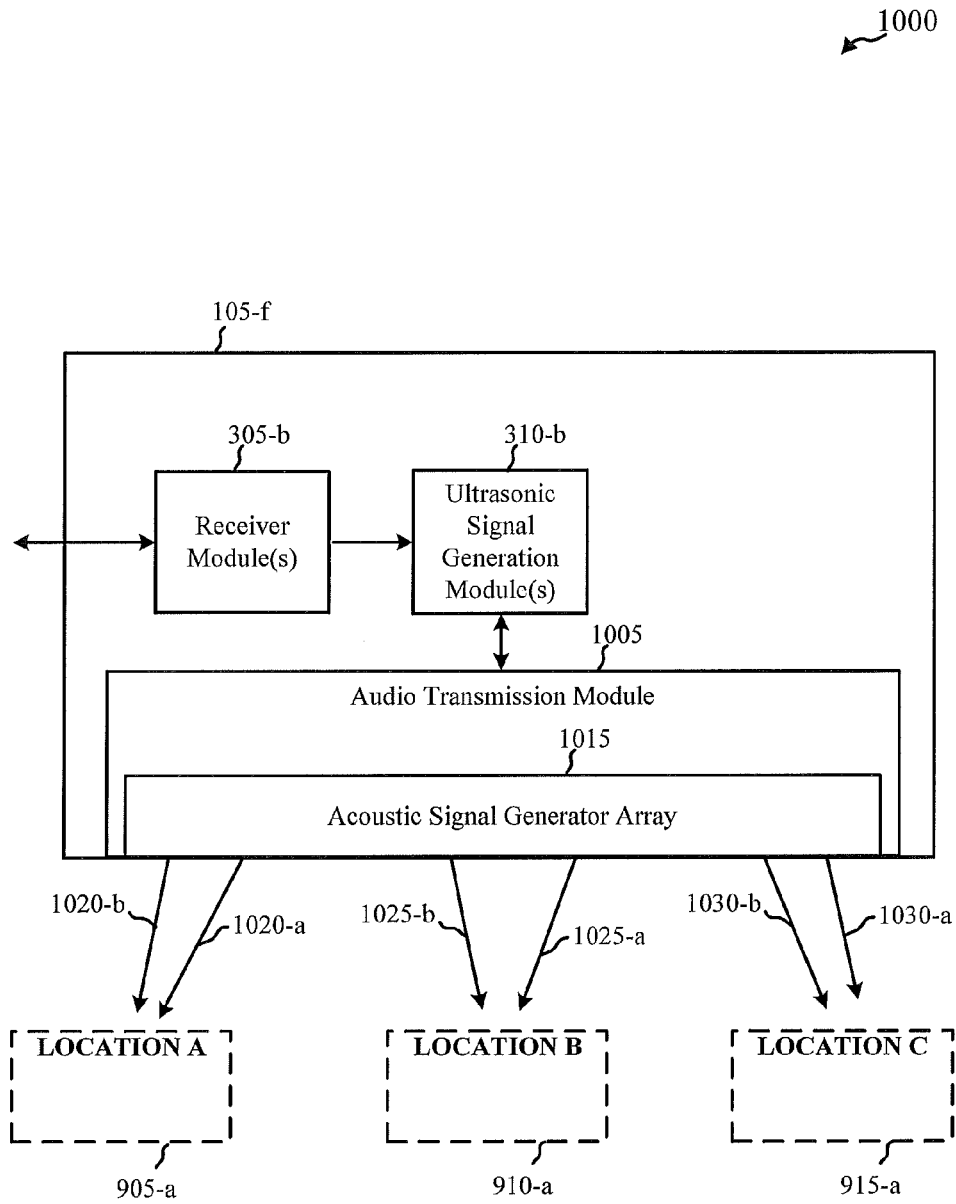 1000
105-f
305-b
310-b
Receiver
Module(s)
Ultrasonic
Signal
Generation
Module(s)
1005
Audio Transmission Module
1015
Acoustic Signal Generator Array
1020-b
1020-a
1025-b
1025-a
1030-b
1030-a
LOCATION A
LOCATION B
LOCATION C
905-a
910-a
915-a